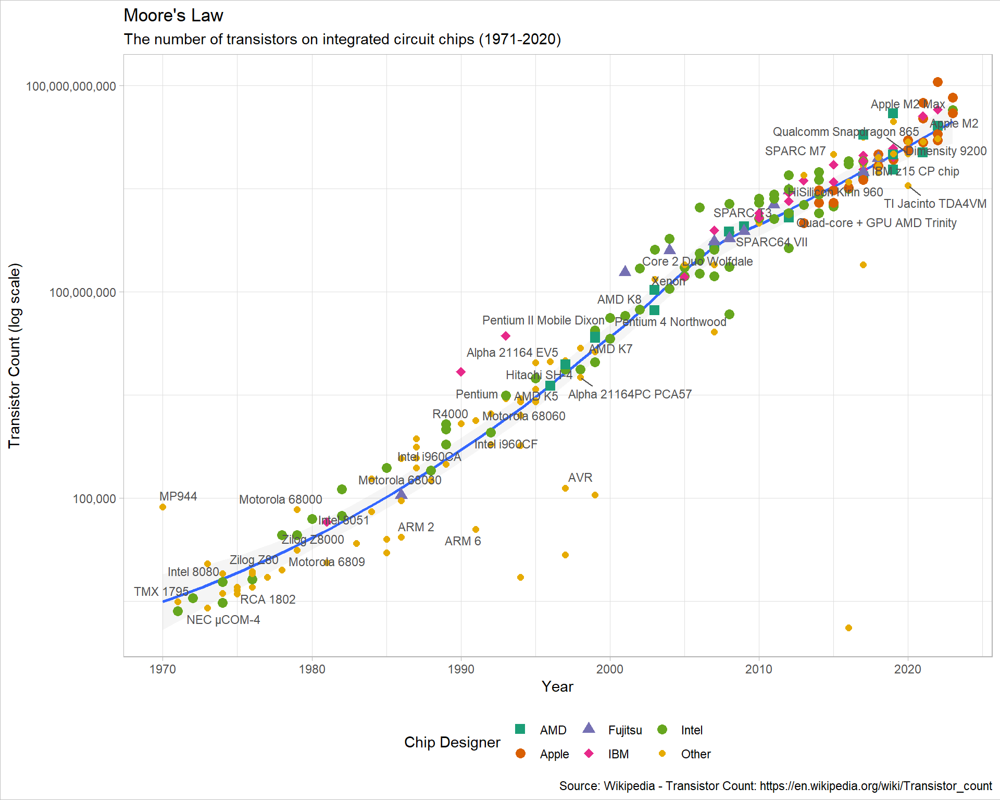 Moore's Law
The number of transistors on integrated circuit chips (1971-2020)
Transistor Count (log scale)
100,000,000,000
100,000,000
100,000
Apple M2 Max
Apple M2
Qualcomm Snapdragon 865
SPARC M7
Dimensity 9200
IBM z15 CP chip
HiSilicon Kirin 960
TI Jacinto TDA4VM
SPARC T3
Quad-core + GPU AMD Trinity
SPARC64 VII
Core 2 Duo Wolfdale
Xenon
AMD K8
Pentium II Mobile Dixon
Pentium 4 Northwood
AMD K7
Alpha 21164 EV5
Hitachi SH-4
Pentium
AMD K5
Alpha 21164PC PCA57
R4000
Motorola 68060
Intel i960CF
Intel i960CA
Motorola 68030
AVR
MP944
Motorola 68000
Intel 8051
ARM 2
Zilog Z8000
ARM 6
Zilog Z80
Motorola 6809
Intel 8080
TMX 1795
RCA 1802
NEC μCOM-4
1970
1980
1990
2000
2010
2020
Year
Chip Designer
AMD
Fujitsu
Intel
Apple
IBM
Other
Source: Wikipedia - Transistor Count: https://en.wikipedia.org/wiki/Transistor_count